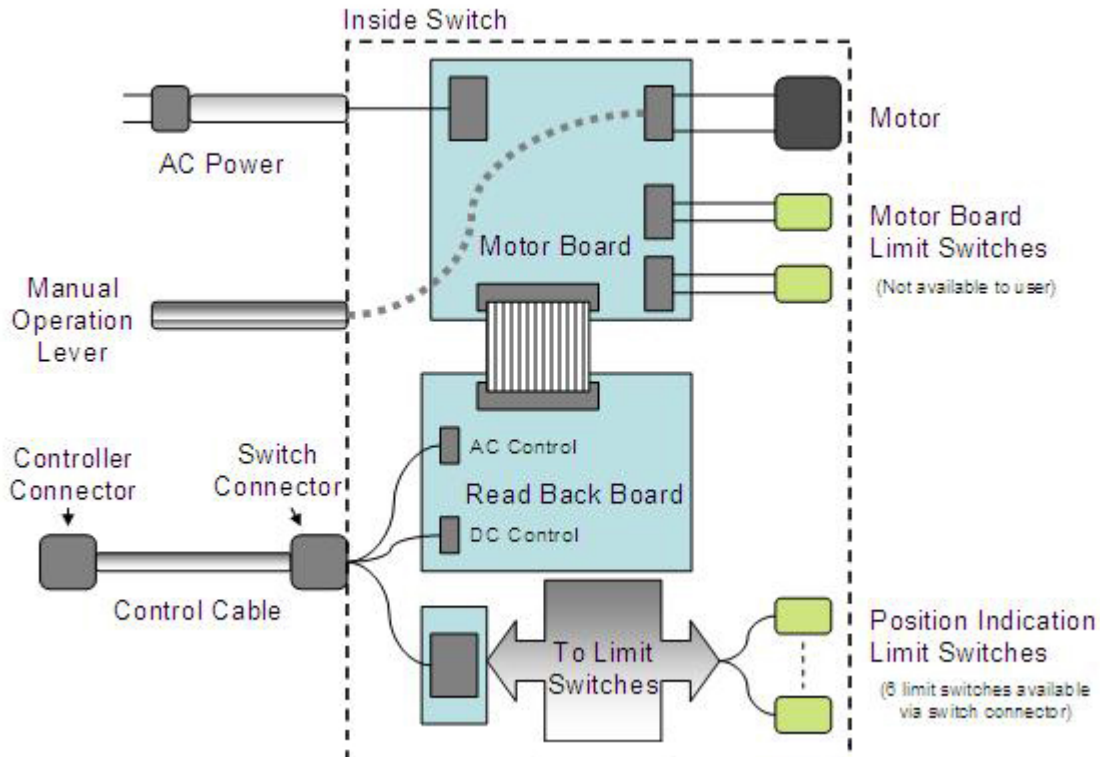 Inside Switch
AC Power
Motor
Motor Board
Motor Board
Limit Switches
(Not available to user)
Manual
Operation
Lever
AC Control
Read Back Board
DC Control
Controller
Connector
Switch
Connector
Control Cable
To Limit
Switches
Position Indication
Limit Switches
(6 limit switches available
via switch connector)